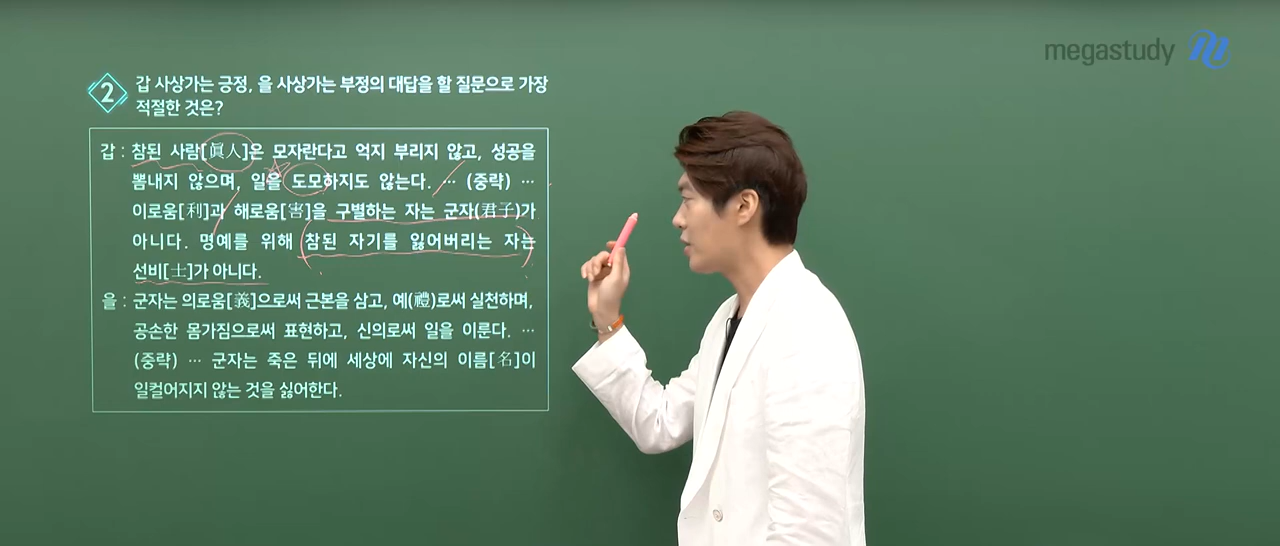 megastudy
2 갑 사상가는 긍정, 을 사상가는 부정의 대답을 할 질문으로 가장
적절한 것은?
갑 : 참된 사람[眞人]은 모자란다고 억지 부리지 않고, 성공을
뽐내지 않으며, 일을 도모하지도 않는다. … (중략) …
이로움[利]과 해로움[害]을 구별하는 자는 군자(君子)가
아니다. 명예를 위해 참된 자기를 잃어버리는 자는
선비[士]가 아니다.
을 : 군자는 의로움[義]으로써 근본을 삼고, 예(禮)로써 실천하며,
공손한 몸가짐으로써 표현하고, 신의로써 일을 이룬다. …
(중략) … 군자는 죽은 뒤에 세상에 자신의 이름[名]이
일컬어지지 않는 것을 싫어한다.